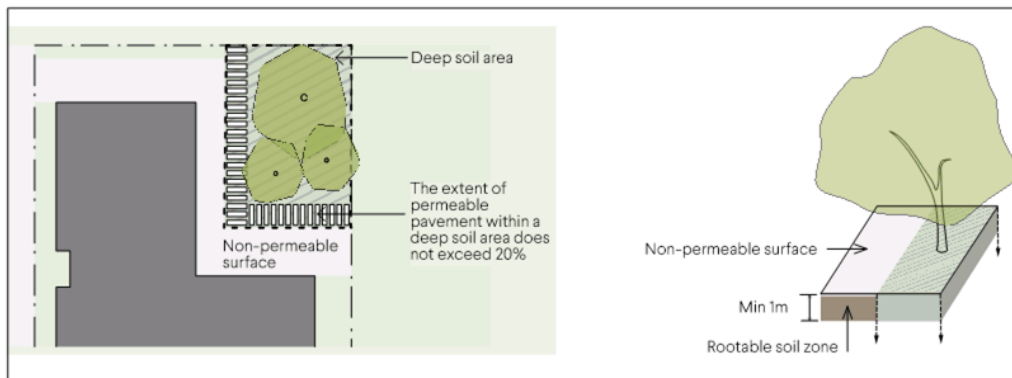 Deep soil area
The extent of
permeable
pavement within a
deep soil area does
not exceed 20%
Non-permeable
surface
Non-permeable surface
Min 1m
Rootable soil zone